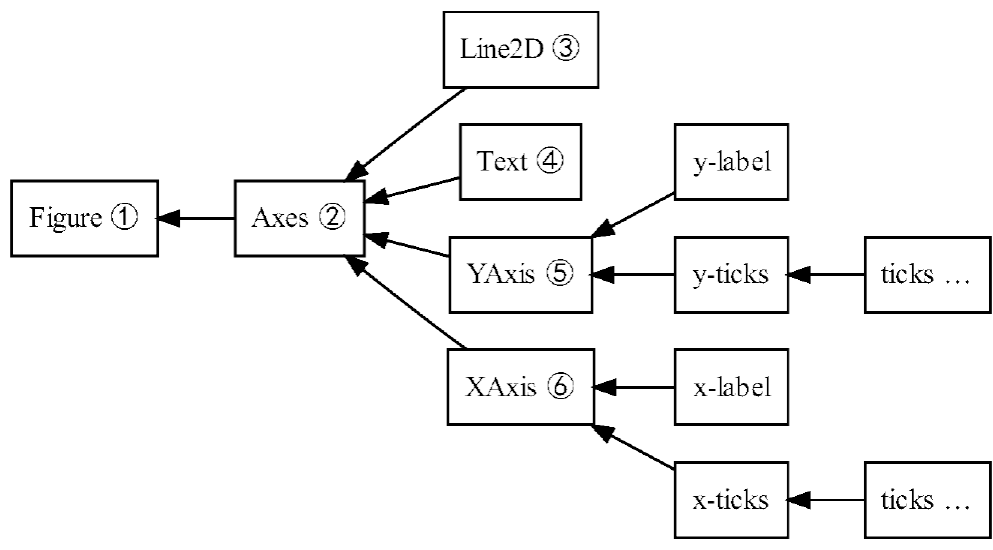 Line2D ③
Text ④
y-label
Figure ①
Axes ②
YAxis ⑤
y-ticks
ticks …
XAxis ⑥
x-label
x-ticks
ticks …